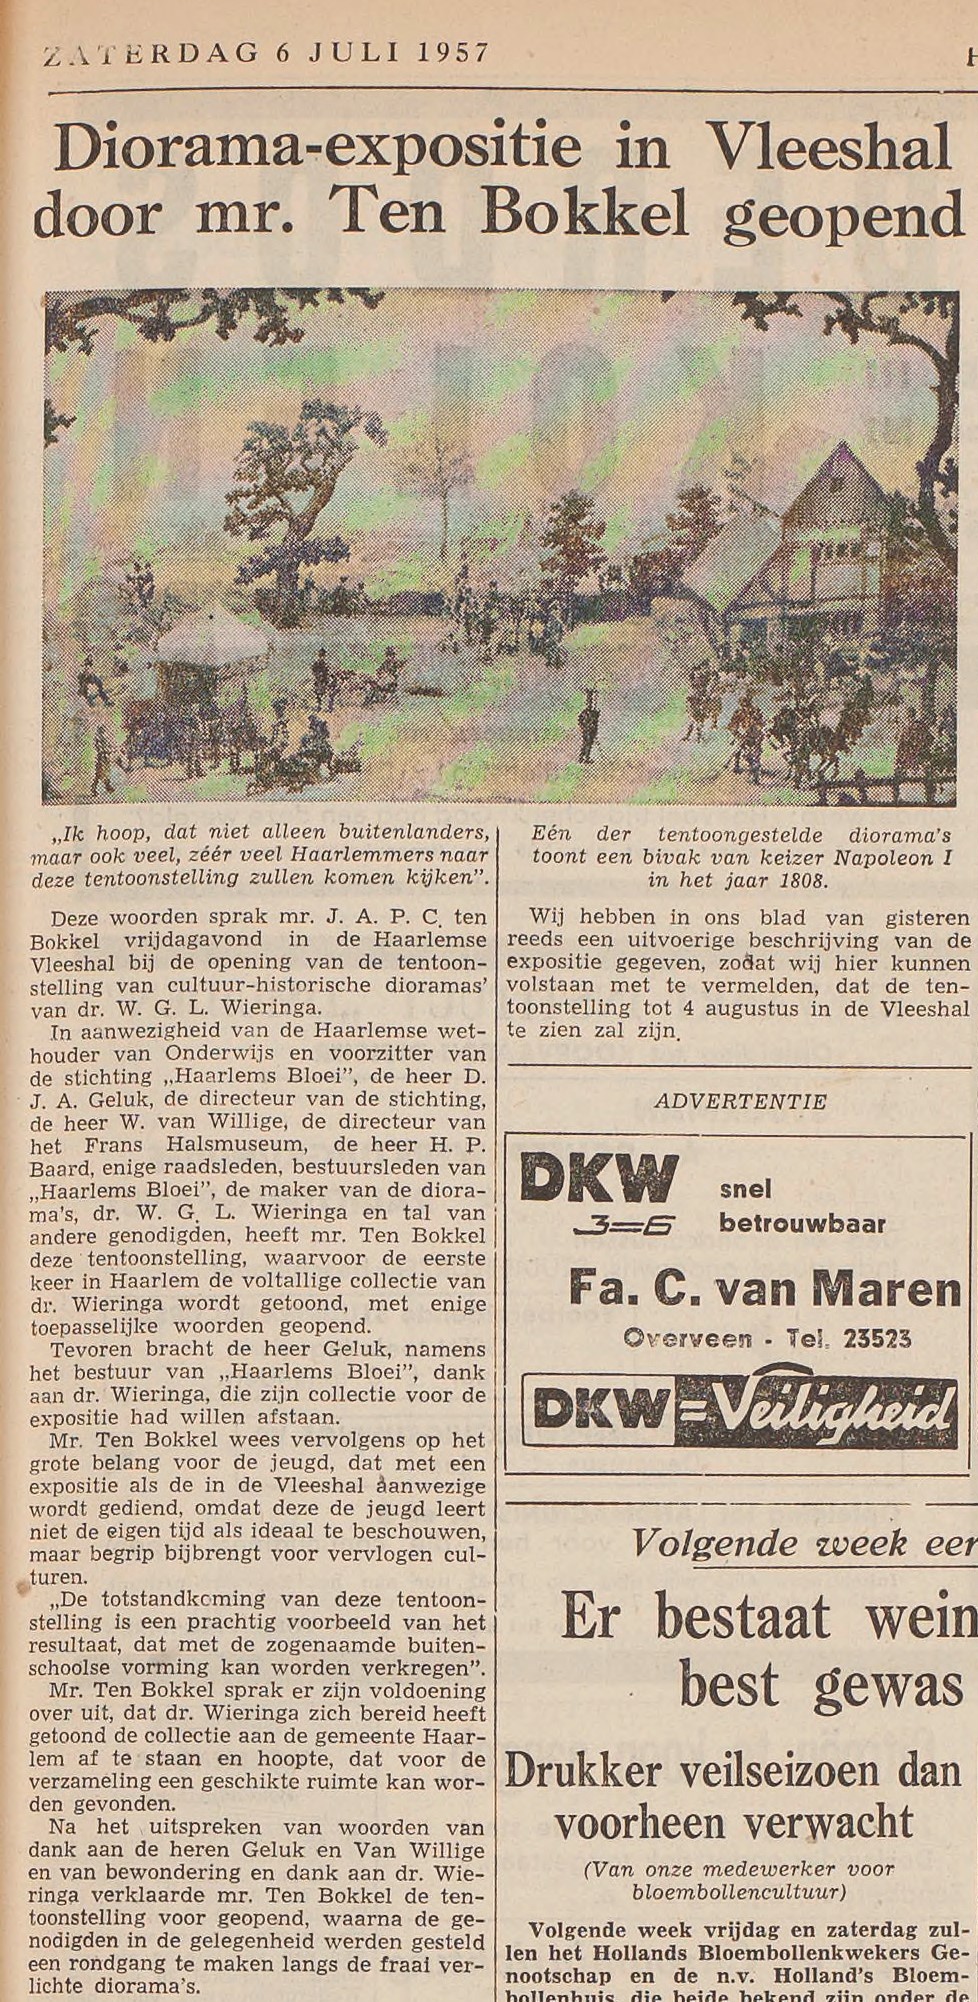 ZATERDAG 6 JULI 1957
Diorama-expositie in Vleeshal
door mr. Ten Bokkel geopend
„Ik hoop, dat niet alleen buitenlanders,
maar ook veel, zéér veel Haarlemmers naar
deze tentoonstelling zullen komen kijken”.
Deze woorden sprak mr. J. A. P. C. ten
Bokkel vrijdagavond in de Haarlemse
Vleeshal bij de opening van de tentoon-
stelling van cultuur-historische dioramas'
van dr. W. G. L. Wieringa.
In aanwezigheid van de Haarlemse wet-
houder van Onderwijs en voorzitter van
de stichting „Haarlems Bloei”, de heer D.
J. A. Geluk, de directeur van de stichting,
de heer W. van Willige, de directeur van
het Frans Halsmuseum, de heer H. P.
Baard, enige raadsleden, bestuursleden van
„Haarlems Bloei”, de maker van de diora-
ma's, dr. W. G. L. Wieringa en tal van
andere genodigden, heeft mr. Ten Bokkel
deze tentoonstelling, waarvoor de eerste
keer in Haarlem de voltallige collectie van
dr. Wieringa wordt getoond, met enige
toepasselijke woorden geopend.
Tevoren bracht de heer Geluk, namens
het bestuur van „Haarlems Bloei”, dank
aan dr. Wieringa, die zijn collectie voor de
expositie had willen afstaan.
Mr. Ten Bokkel wees vervolgens op het
grote belang voor de jeugd, dat met een
expositie als de in de Vleeshal aanwezige
wordt gediend, omdat deze de jeugd leert
niet de eigen tijd als ideaal te beschouwen,
maar begrip bijbrengt voor vervlogen cul-
turen.
„De totstandkoming van deze tentoon-
stelling is een prachtig voorbeeld van het
resultaat, dat met de zogenaamde buiten-
schoolse vorming kan worden verkregen”.
Mr. Ten Bokkel sprak er zijn voldoening
over uit, dat dr. Wieringa zich bereid heeft
getoond de collectie aan de gemeente Haar-
lem af te staan en hoopte, dat voor de
verzameling een geschikte ruimte kan wor-
den gevonden.
Na het uitspreken van woorden van
dank aan de heren Geluk en Van Willige
en van bewondering en dank aan dr. Wie-
ringa verklaarde mr. Ten Bokkel de ten-
toonstelling voor geopend, waarna de ge-
nodigden in de gelegenheid werden gesteld
een rondgang te maken langs de fraai ver-
lichte diorama's.
Eén der tentoongestelde diorama's
toont een bivak van keizer Napoleon I
in het jaar 1808.
Wij hebben in ons blad van gisteren
reeds een uitvoerige beschrijving van de
expositie gegeven, zodat wij hier kunnen
volstaan met te vermelden, dat de ten-
toonstelling tot 4 augustus in de Vleeshal
te zien zal zijn.
ADVERTENTIE
DKW snel
3=6 betrouwbaar
Fa. C. van Maren
Overveen - Tel. 23523
DKW=Veiligheid
Volgende week een
Er bestaat wein
best gewas
Drukker veilseizoen dan
voorheen verwacht
(Van onze medewerker voor
bloembollencultuur)
Volgende week vrijdag en zaterdag zul-
len het Hollands Bloembollenkwekers Ge-
nootschap en de n.v. Holland's Bloem-
bollenhuis, die beide bekend zijn onder de